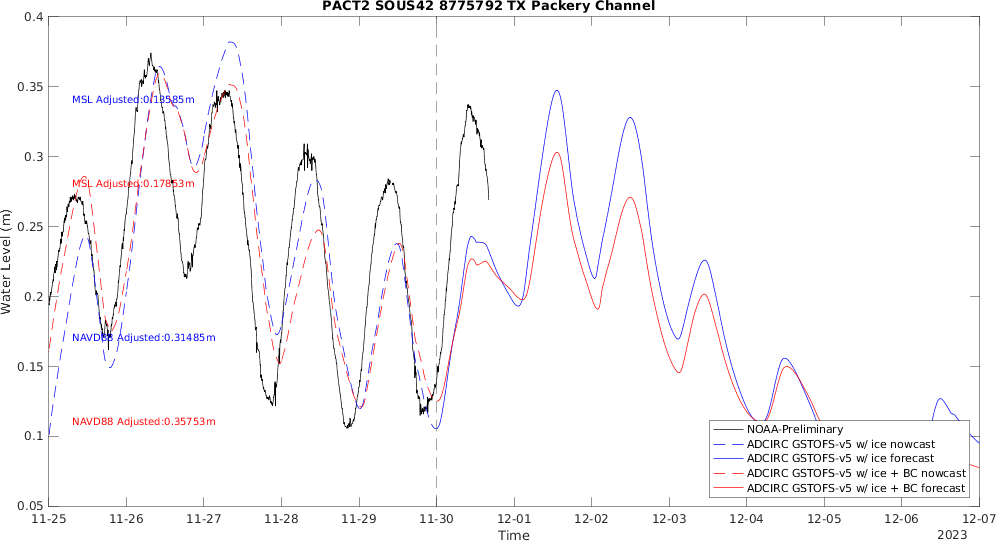 PACT2 SOUS42 8775792 TX Packery Channel
0.4
0.35
0.3
0.25
0.2
0.15
0.1
0.05
Water Level (m)
MSL Adjusted:0.13585m
MSL Adjusted:0.17853m
NAVD88 Adjusted:0.31485m
NAVD88 Adjusted:0.35753m
NOAA-Preliminary
ADCIRC GSTOFS-v5 w/ ice nowcast
ADCIRC GSTOFS-v5 w/ ice forecast
ADCIRC GSTOFS-v5 w/ ice + BC nowcast
ADCIRC GSTOFS-v5 w/ ice + BC forecast
11-25 11-26 11-27 11-28 11-29 11-30 12-01 12-02 12-03 12-04 12-05 12-06 12-07
Time
2023